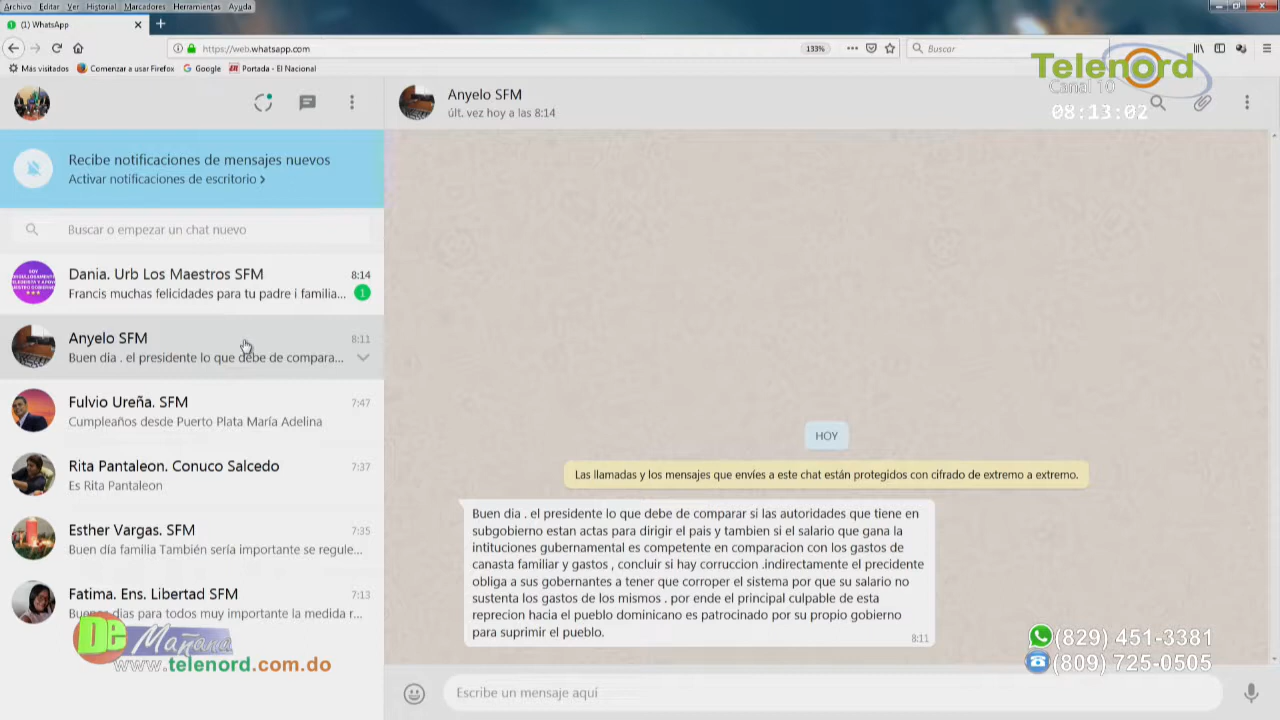 Archivo Editar Ver Historial Marcadores Herramientas Ayuda
(1) WhatsApp
https://web.whatsapp.com
133%
Buscar
Más visitados Comenzar a usar Firefox Google Portada - El Nacional
Telenord
Canal 10
08:13:02
Anyelo SFM
últ. vez hoy a las 8:14
Recibe notificaciones de mensajes nuevos
Activar notificaciones de escritorio >
Buscar o empezar un chat nuevo
Dania. Urb Los Maestros SFM 8:14
Francis muchas felicidades para tu padre i familia... 1
Anyelo SFM 8:11
Buen dia . el presidente lo que debe de compara...
Fulvio Ureña. SFM 7:47
Cumpleaños desde Puerto Plata María Adelina
Rita Pantaleon. Conuco Salcedo 7:37
Es Rita Pantaleon
Esther Vargas. SFM 7:35
Buen día familia También sería importante se regule...
Fatima. Ens. Libertad SFM 7:13
dias para todos muy importante la medida r...
De Mañana
www.telenord.com.do
HOY
Las llamadas y los mensajes que envíes a este chat están protegidos con cifrado de extremo a extremo.
Buen dia . el presidente lo que debe de comparar si las autoridades que tiene en
subgobierno estan actas para dirigir el pais y tambien si el salario que gana la
intituciones gubernamental es competente en comparacion con los gastos de
canasta familiar y gastos , concluir si hay corruccion .indirectamente el precidente
obliga a sus gobernantes a tener que corroper el sistema por que su salario no
sustenta los gastos de los mismos . por ende el principal culpable de esta
reprecion hacia el pueblo dominicano es patrocinado por su propio gobierno
para suprimir el pueblo.
8:11
(829) 451-3381
(809) 725-0505
Escribe un mensaje aquí